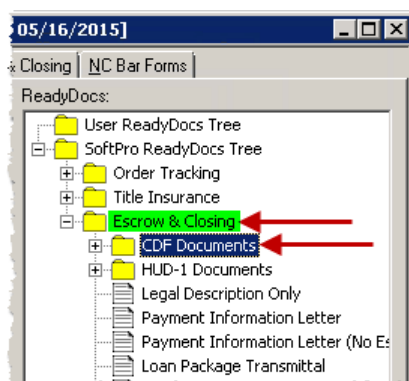 05/16/2015]
& Closing NC Bar Forms
ReadyDocs:
User ReadyDocs Tree
SoftPro ReadyDocs Tree
Order Tracking
Title Insurance
Escrow & Closing
CDF Documents
HUD-1 Documents
Legal Description Only
Payment Information Letter
Payment Information Letter (No Es
Loan Package Transmittal